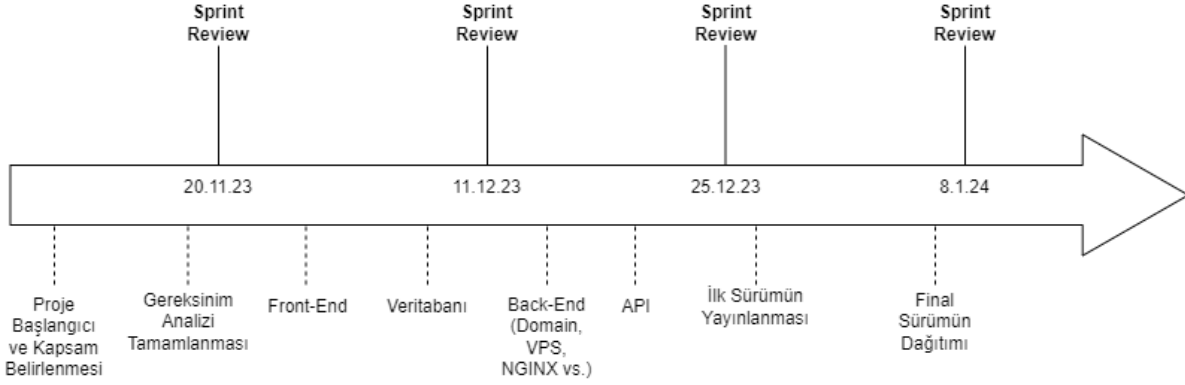 Sprint
Review
Sprint
Review
Sprint
Review
Sprint
Review
20.11.23
11.12.23
25.12.23
8.1.24
Proje
Başlangıcı
ve Kapsam
Belirlenmesi
Gereksinim
Analizi
Tamamlanması
Front-End
Veritabanı
Back-End
(Domain,
VPS,
NGINX vs.)
API
İlk Sürümün
Yayınlanması
Final
Sürümün
Dağıtımı